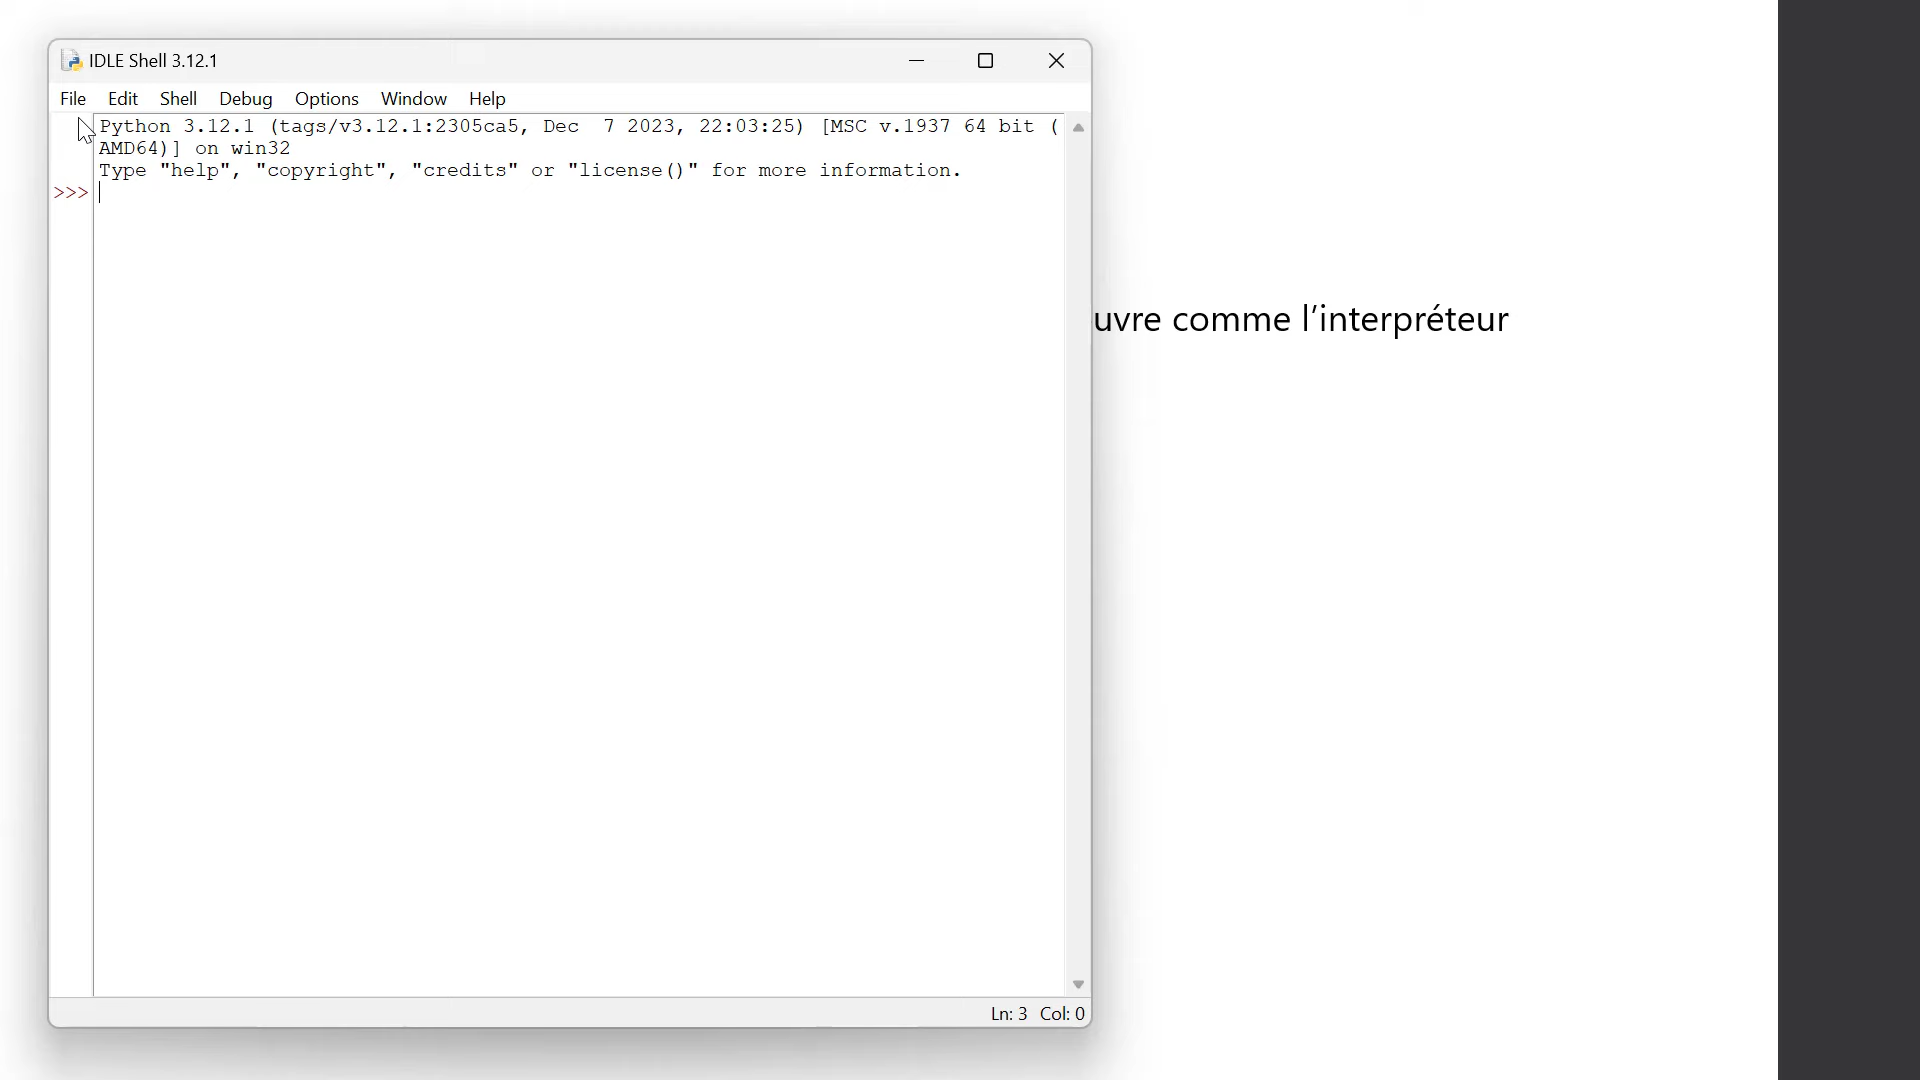 IDLE Shell 3.12.1
File Edit Shell Debug Options Window Help
Python 3.12.1 (tags/v3.12.1:2305ca5, Dec  7 2023, 22:03:25) [MSC v.1937 64 bit (
AMD64)] on win32
Type "help", "copyright", "credits" or "license()" for more information.
>>>
uvre comme l’interpréteur
Ln: 3 Col: 0